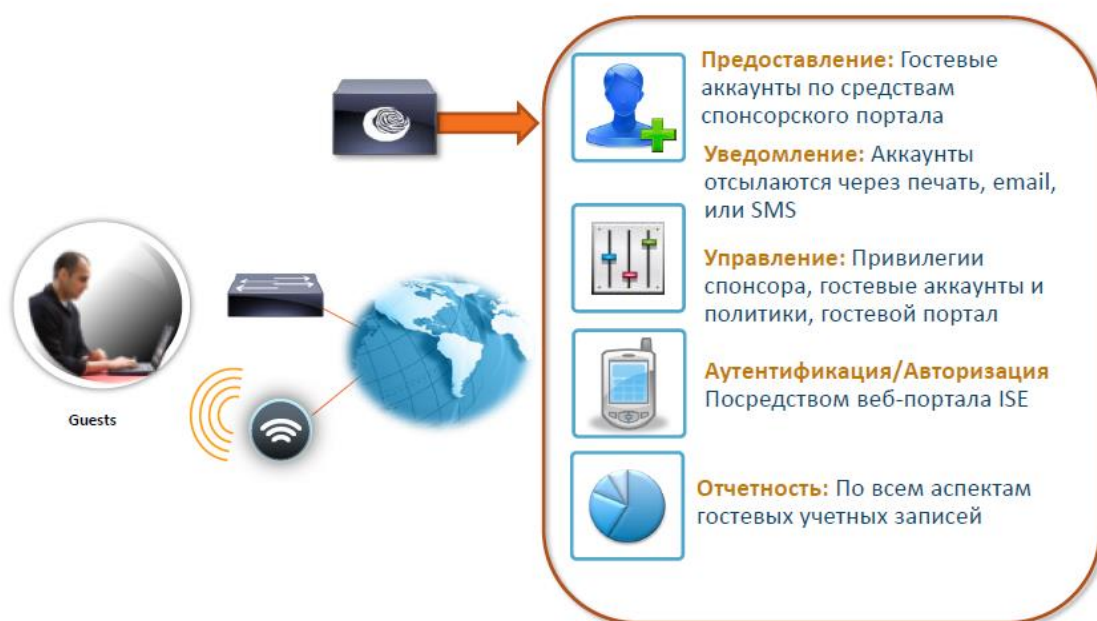 Предоставление: Гостевые
аккаунты по средствам
спонсорского портала
Уведомление: Аккаунты
отсылаются через печать, email,
или SMS
Управление: Привилегии
спонсора, гостевые аккаунты и
политики, гостевой портал
Аутентификация/Авторизация
Посредством веб-портала ISE
Отчетность: По всем аспектам
гостевых учетных записей
Guests